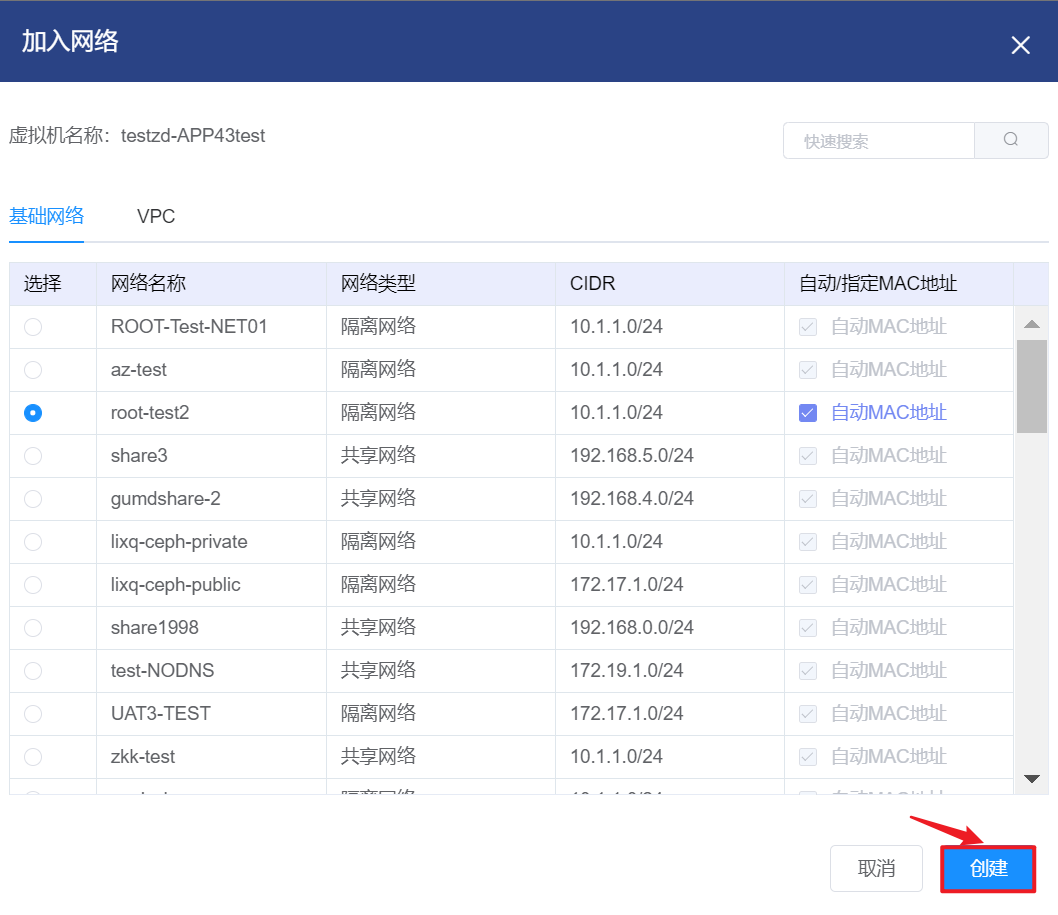 加入网络
虚拟机名称：testzd-APP43test
快速搜索
基础网络 VPC
选择 网络名称 网络类型 CIDR 自动/指定MAC地址
ROOT-Test-NET01 隔离网络 10.1.1.0/24 自动MAC地址
az-test 隔离网络 10.1.1.0/24 自动MAC地址
root-test2 隔离网络 10.1.1.0/24 自动MAC地址
share3 共享网络 192.168.5.0/24 自动MAC地址
gumdshare-2 共享网络 192.168.4.0/24 自动MAC地址
lixq-ceph-private 隔离网络 10.1.1.0/24 自动MAC地址
lixq-ceph-public 隔离网络 172.17.1.0/24 自动MAC地址
share1998 共享网络 192.168.0.0/24 自动MAC地址
test-NODNS 共享网络 172.19.1.0/24 自动MAC地址
UAT3-TEST 隔离网络 172.17.1.0/24 自动MAC地址
zkk-test 共享网络 10.1.1.0/24 自动MAC地址
取消 创建